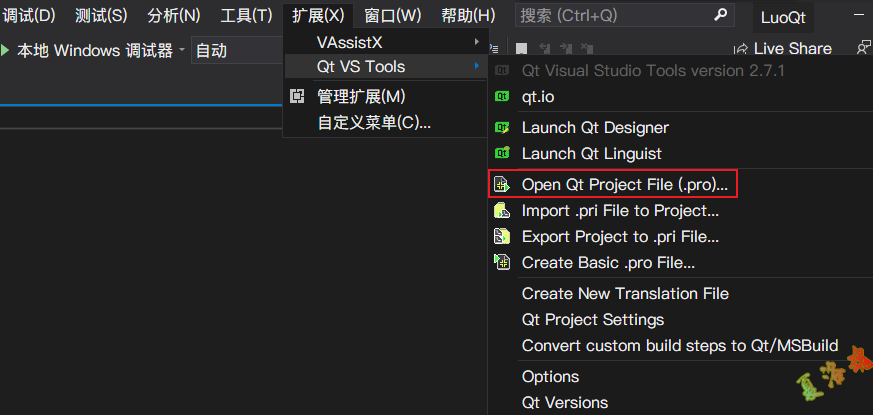 调试(D) 测试(S) 分析(N) 工具(T) 扩展(X) 窗口(W) 帮助(H) 搜索 (Ctrl+Q) LuoQt
本地 Windows 调试器 自动 Live Share
VAssistX
Qt VS Tools
管理扩展(M)
自定义菜单(C)...
Qt Visual Studio Tools version 2.7.1
qt.io
Launch Qt Designer
Launch Qt Linguist
Open Qt Project File (.pro)...
Import .pri File to Project...
Export Project to .pri File...
Create Basic .pro File...
Create New Translation File
Qt Project Settings
Convert custom build steps to Qt/MSBuild
Options
Qt Versions